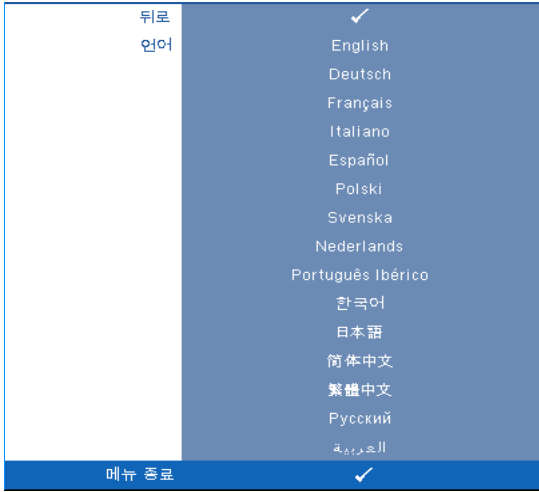 뒤로 ✓
언어 English
Deutsch
Français
Italiano
Español
Polski
Svenska
Nederlands
Português Ibérico
한국어
日本語
简体中文
繁體中文
Русский
العربية
메뉴 종료 ✓